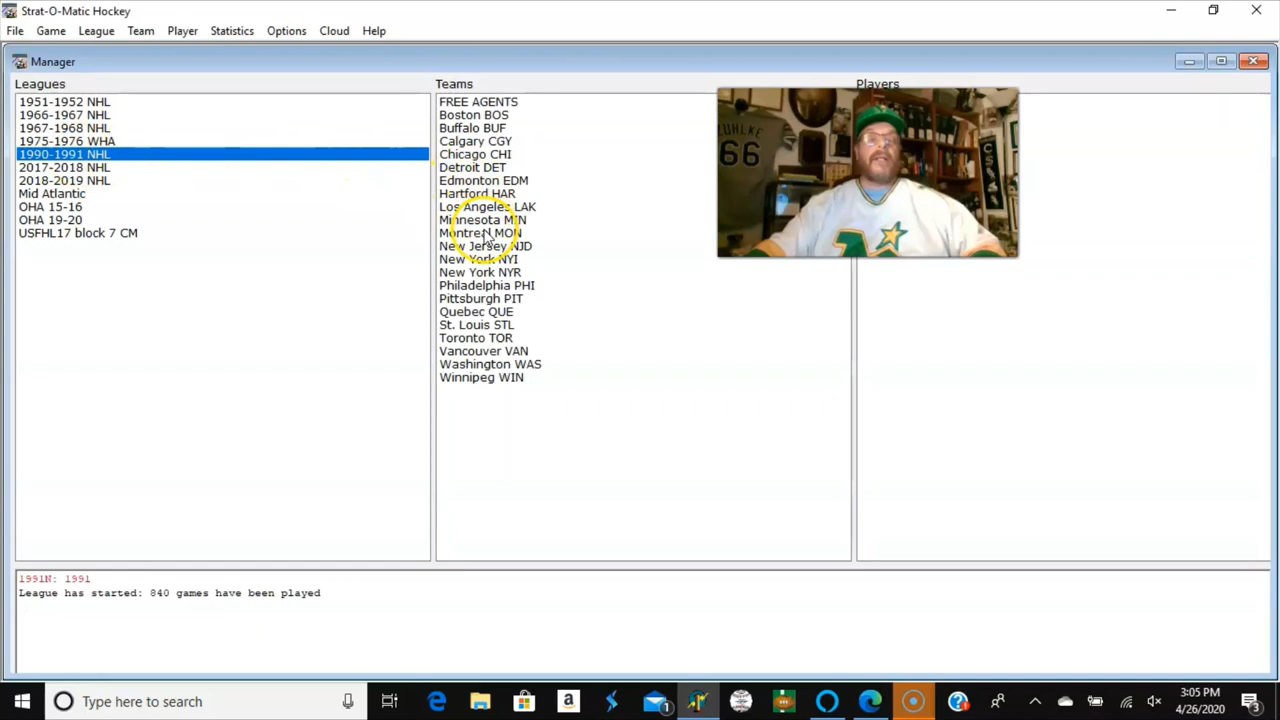 Strat-O-Matic Hockey
File Game League Team Player Statistics Options Cloud Help
Manager
Leagues
1951-1952 NHL
1966-1967 NHL
1967-1968 NHL
1975-1976 WHA
1990-1991 NHL
2017-2018 NHL
2018-2019 NHL
Mid Atlantic
OHA 15-16
OHA 19-20
USFHL17 block 7 CM
Teams
FREE AGENTS
Boston BOS
Buffalo BUF
Calgary CGY
Chicago CHI
Detroit DET
Edmonton EDM
Hartford HAR
Los Angeles LAK
Minnesota MIN
Montreal MON
New Jersey NJD
New York NYI
New York NYR
Philadelphia PHI
Pittsburgh PIT
Quebec QUE
St. Louis STL
Toronto TOR
Vancouver VAN
Washington WAS
Winnipeg WIN
Players
66
1991N: 1991
League has started: 840 games have been played
Type here to search
1
3:05 PM
4/26/2020
3